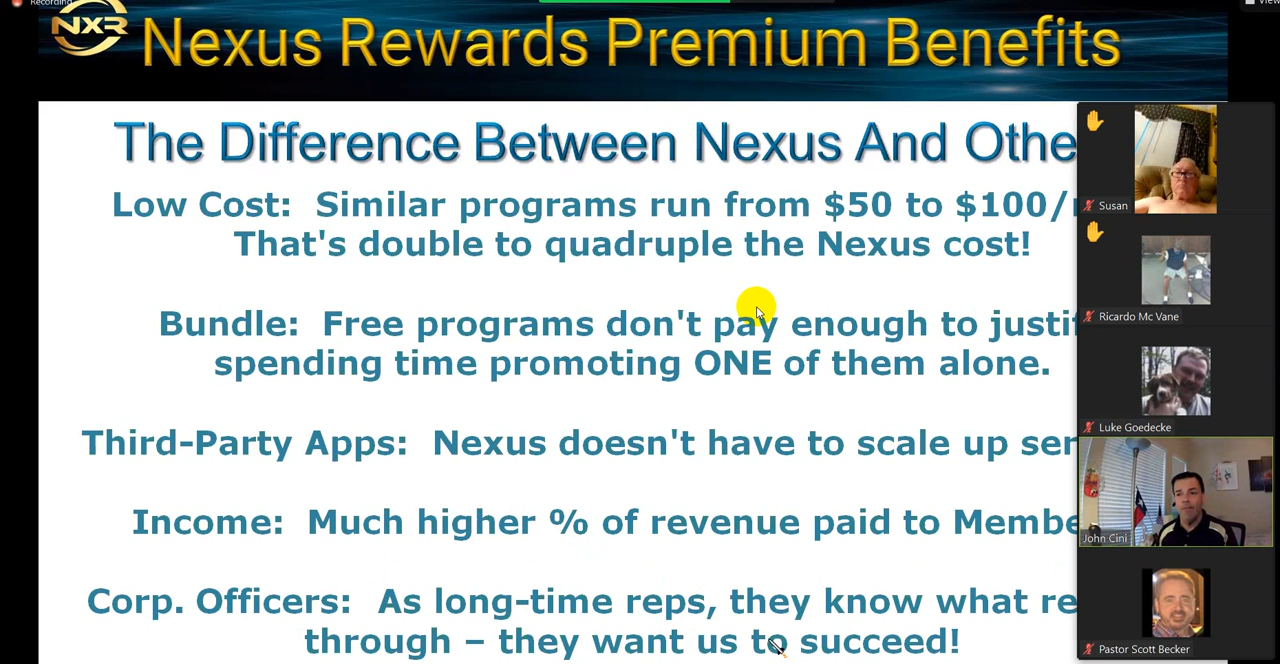 Recording
View
NXR
Nexus Rewards Premium Benefits
The Difference Between Nexus And Othe
Low Cost: Similar programs run from $50 to $100/
That's double to quadruple the Nexus cost!
Bundle: Free programs don't pay enough to justif
spending time promoting ONE of them alone.
Third-Party Apps: Nexus doesn't have to scale up ser
Income: Much higher % of revenue paid to Membe
Corp. Officers: As long-time reps, they know what re
through – they want us to succeed!
Susan
Ricardo Mc Vane
Luke Goedecke
John Cini
Pastor Scott Becker